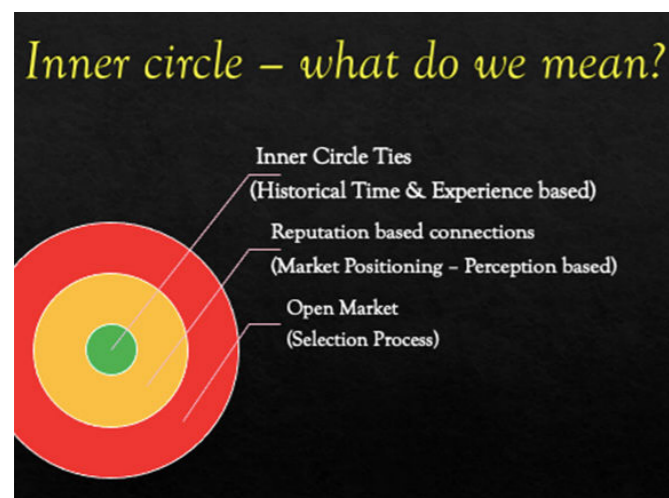 Inner circle – what do we mean?
Inner Circle Ties
(Historical Time & Experience based)
Reputation based connections
(Market Positioning – Perception based)
Open Market
(Selection Process)